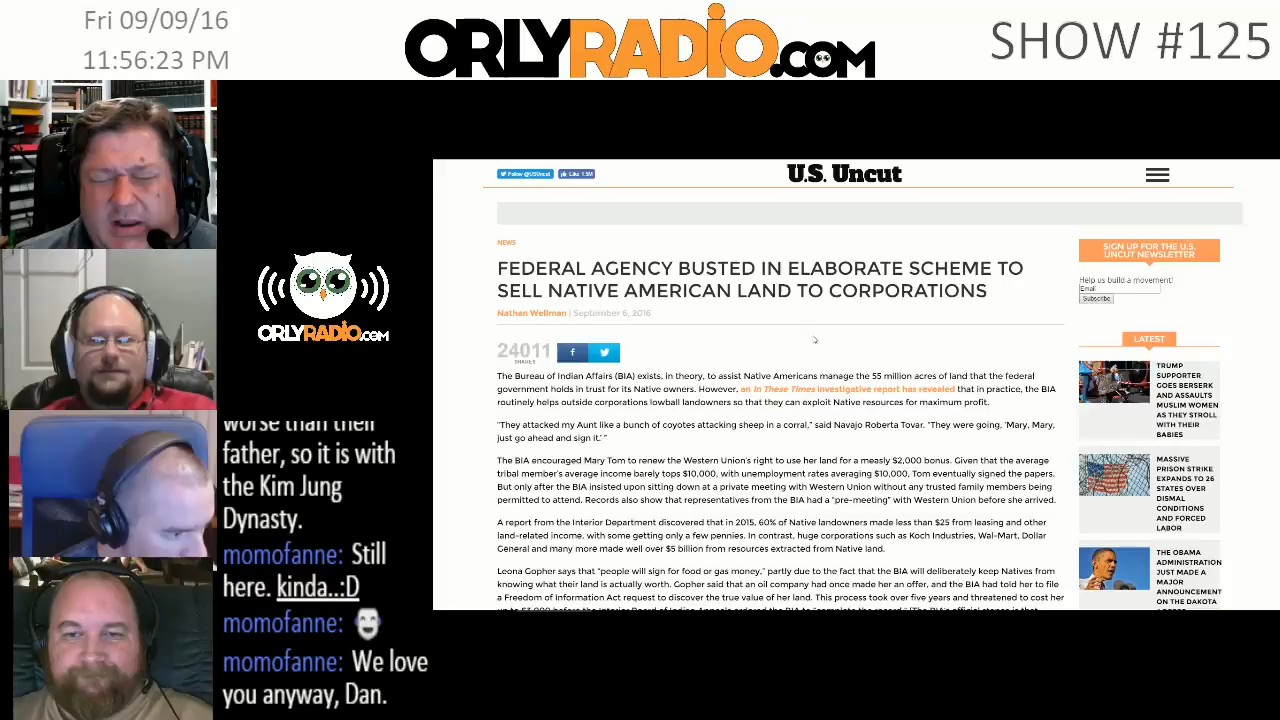 Fri 09/09/16
11:56:23 PM
ORLYRADIO.COM
SHOW #125
ORLYRADIO.COM
worse than their
father, so it is with
the Kim Jung
Dynasty.
momofanne: Still
here. kinda..:D
momofanne:
momofanne: We love
you anyway, Dan.
Follow @USUncut
Like 1.5M
U.S. Uncut
NEWS
FEDERAL AGENCY BUSTED IN ELABORATE SCHEME TO
SELL NATIVE AMERICAN LAND TO CORPORATIONS
Nathan Wellman | September 6, 2016
24011
SHARES
The Bureau of Indian Affairs (BIA) exists, in theory, to assist Native Americans manage the 55 million acres of land that the federal
government holds in trust for its Native owners. However, an In These Times investigative report has revealed that in practice, the BIA
routinely helps outside corporations lowball landowners so that they can exploit Native resources for maximum profit.
"They attacked my Aunt like a bunch of coyotes attacking sheep in a corral," said Navajo Roberta Tovar. "They were going, 'Mary, Mary,
just go ahead and sign it.' "
The BIA encouraged Mary Tom to renew the Western Union's right to use her land for a measly $2,000 bonus. Given that the average
tribal member's average income barely tops $10,000, with unemployment rates averaging $10,000, Tom eventually signed the papers.
But only after the BIA insisted upon sitting down at a private meeting with Western Union without any trusted family members being
permitted to attend. Records also show that representatives from the BIA had a "pre-meeting" with Western Union before she arrived.
A report from the Interior Department discovered that in 2015, 60% of Native landowners made less than $25 from leasing and other
land-related income, with some getting only a few pennies. In contrast, huge corporations such as Koch Industries, Wal-Mart, Dollar
General and many more made well over $5 billion from resources extracted from Native land.
Leona Gopher says that "people will sign for food or gas money," partly due to the fact that the BIA will deliberately keep Natives from
knowing what their land is actually worth. Gopher said that an oil company had once made her an offer, and the BIA had told her to file
a Freedom of Information Act request to discover the true value of her land. This process took over five years and threatened to cost her
SIGN UP FOR THE U.S.
UNCUT NEWSLETTER
Help us build a movement!
Email
Subscribe
LATEST
TRUMP
SUPPORTER
GOES BERSERK
AND ASSAULTS
MUSLIM WOMEN
AS THEY STROLL
WITH THEIR
BABIES
MASSIVE
PRISON STRIKE
EXPANDS TO 26
STATES OVER
DISMAL
CONDITIONS
AND FORCED
LABOR
THE OBAMA
ADMINISTRATION
JUST MADE A
MAJOR
ANNOUNCEMENT
ON THE DAKOTA